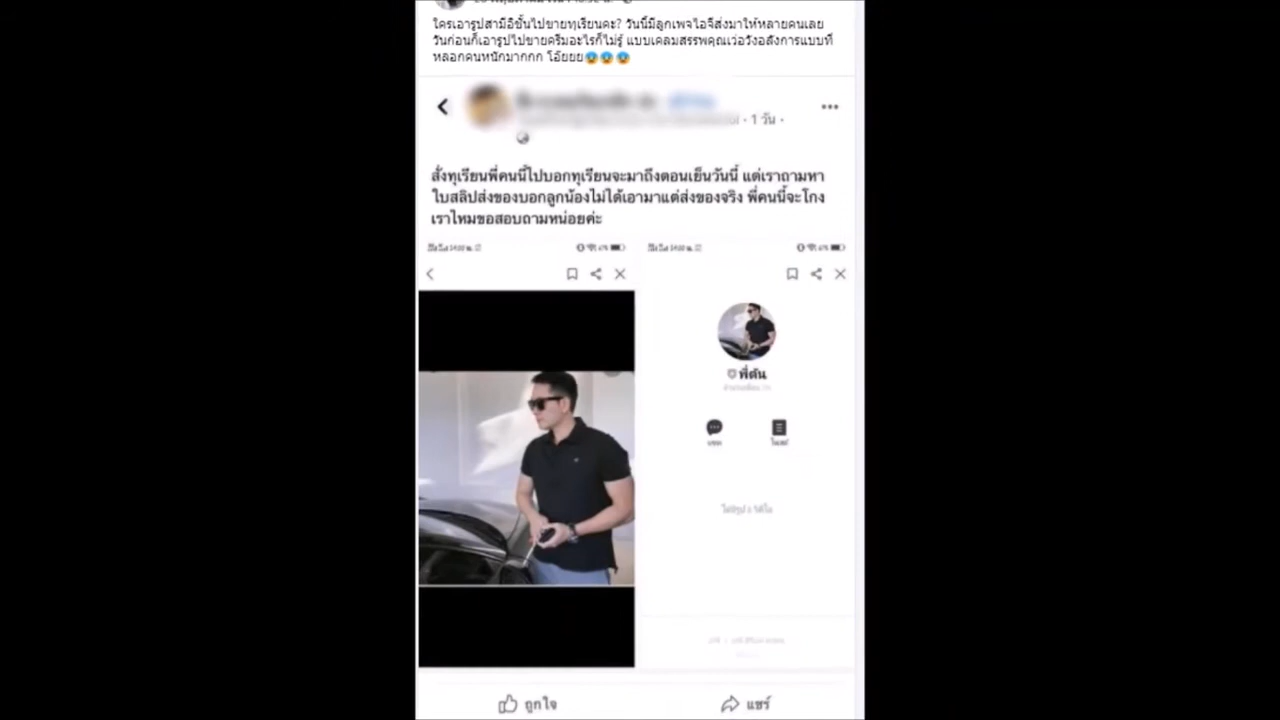 ใครเอารูปสามีอิชั้นไปขายทุเรียนคะ? วันนี้มีลูกเพจไอจีส่งมาให้หลายคนเลย
วันก่อนก็เอารูปไปขายครีมอะไรก็ไม่รู้ แบบเคลมสรรพคุณเว่อวังอลังการแบบที่
หลอกคนหนักมากกก โอ้ยยย😰😰😰
· 1 วัน ·
สั่งทุเรียนพี่คนนี้ไปบอกทุเรียนจะมาถึงตอนเย็นวันนี้ แต่เราถามหา
ใบสลิปส่งของบอกลูกน้องไม่ได้เอามาแต่ส่งของจริง พี่คนนี้จะโกง
เราไหมขอสอบถามหน่อยค่ะ
พี่ตัน
แชท
โพสต์
ถูกใจ
แชร์